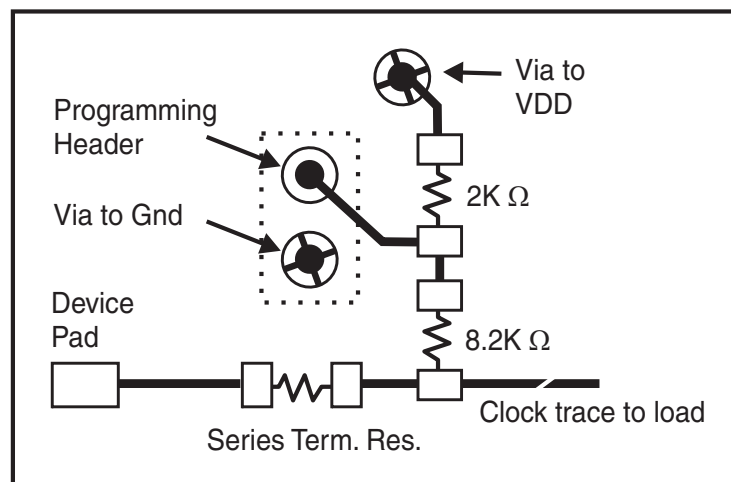 Via to
VDD
Programming
Header
2K Ω
Via to Gnd
Device
Pad
8.2K Ω
Clock trace to load
Series Term. Res.